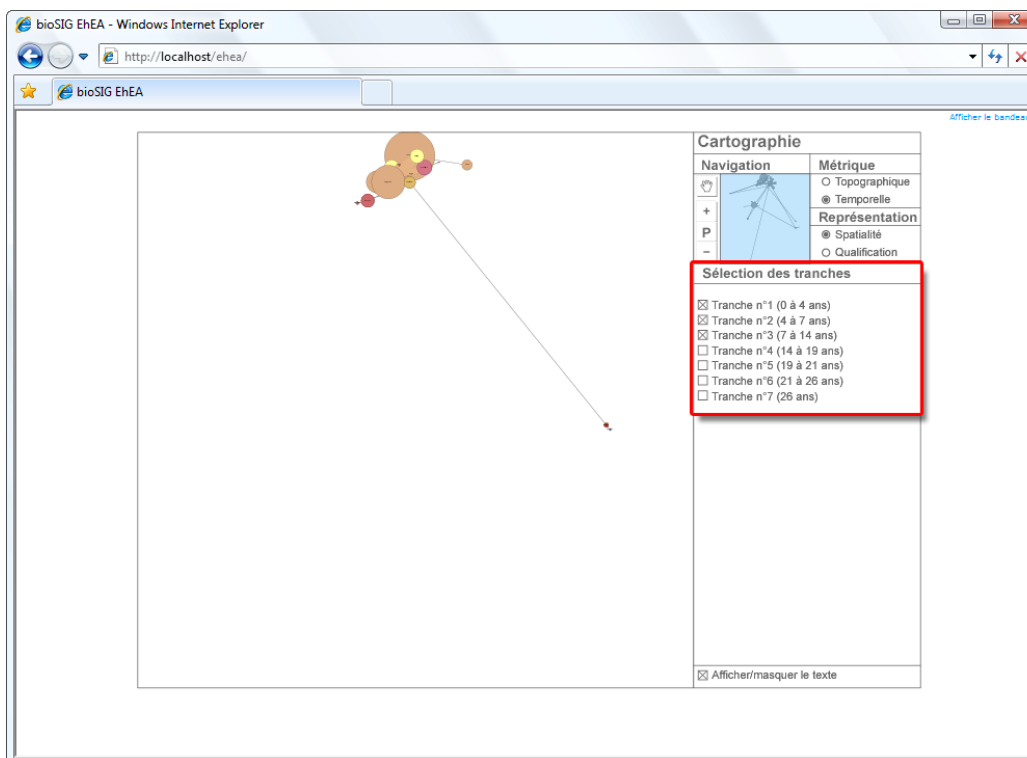 bioSIG EhEA - Windows Internet Explorer
http://localhost/ehea/
bioSIG EhEA
Afficher le bandeau
Cartographie
Navigation
Métrique
Topographique
Temporelle
+
Représentation
P
Spatialité
−
Qualification
Sélection des tranches
Tranche n°1 (0 à 4 ans)
Tranche n°2 (4 à 7 ans)
Tranche n°3 (7 à 14 ans)
Tranche n°4 (14 à 19 ans)
Tranche n°5 (19 à 21 ans)
Tranche n°6 (21 à 26 ans)
Tranche n°7 (26 ans)
Afficher/masquer le texte